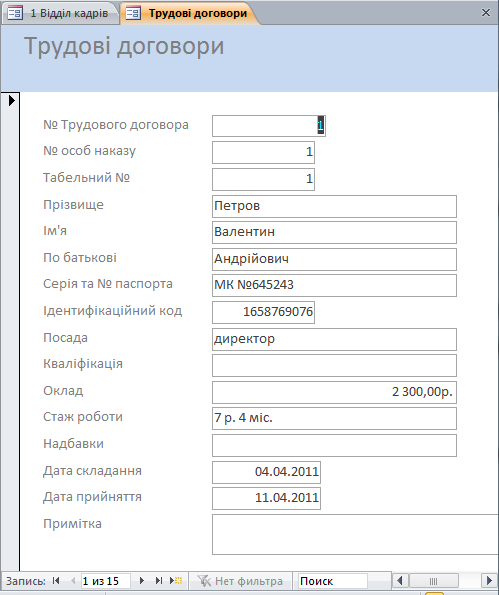 1 Відділ кадрів Трудові договори
Трудові договори
№ Трудового договора 1
№ особ наказу 1
Табельний № 1
Прізвище Петров
Ім'я Валентин
По батькові Андрійович
Серія та № паспорта МК №645243
Ідентифікаційний код 1658769076
Посада директор
Кваліфікація
Оклад 2 300,00р.
Стаж роботи 7 р. 4 міс.
Надбавки
Дата складання 04.04.2011
Дата прийняття 11.04.2011
Примітка
Запись: 1 из 15 Нет фильтра Поиск